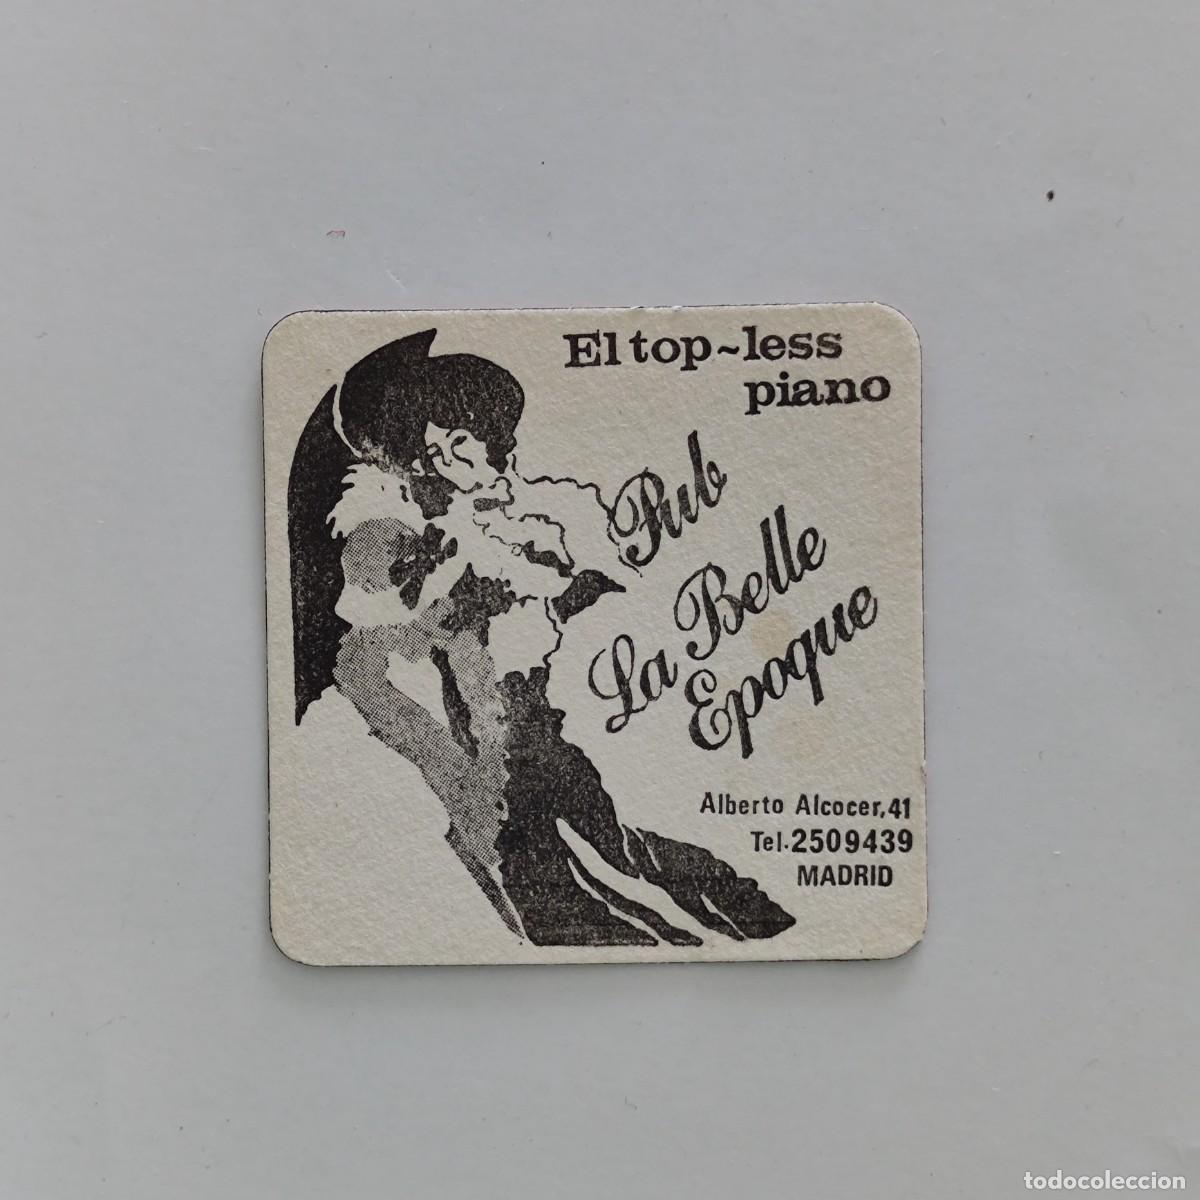 El top~less
piano
Pub
La Belle
Epoque
Alberto Alcocer, 41
Tel. 2509439
MADRID
todocoleccion